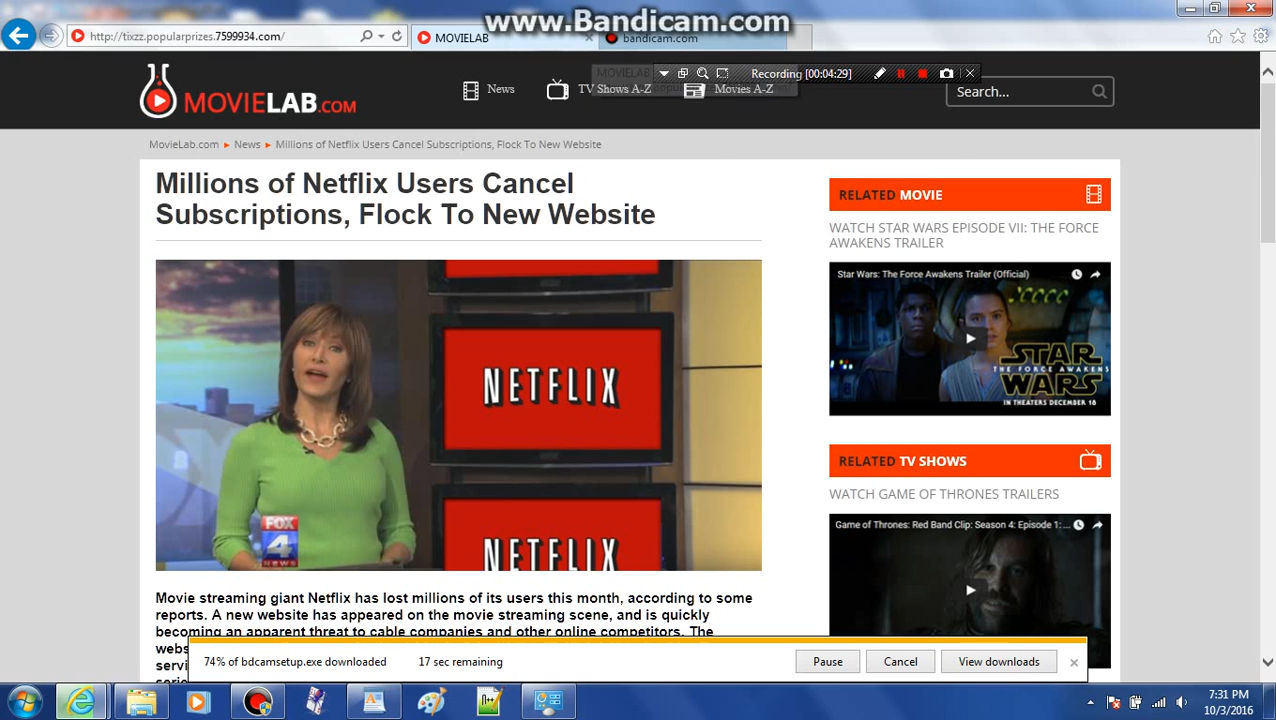 www.Bandicam.com
http://tixzz.popularprizes.7599934.com/
MOVIELAB
bandicam.com
Recording [00:04:29]
MOVIELAB.COM
News
TV Shows A-Z
Movies A-Z
Search...
MovieLab.com ▸ News ▸ Millions of Netflix Users Cancel Subscriptions, Flock To New Website
Millions of Netflix Users Cancel
Subscriptions, Flock To New Website
NETFLIX
NETFLIX
FOX
4
NEWS
Movie streaming giant Netflix has lost millions of its users this month, according to some
reports. A new website has appeared on the movie streaming scene, and is quickly
becoming an apparent threat to cable companies and other online competitors. The
RELATED MOVIE
WATCH STAR WARS EPISODE VII: THE FORCE
AWAKENS TRAILER
Star Wars: The Force Awakens Trailer (Official)
STAR
THE FORCE AWAKENS
WARS
IN THEATERS DECEMBER 18
RELATED TV SHOWS
WATCH GAME OF THRONES TRAILERS
Game of Thrones: Red Band Clip: Season 4: Episode 1:...
74% of bdcamsetup.exe downloaded
17 sec remaining
Pause
Cancel
View downloads
7:31 PM
10/3/2016